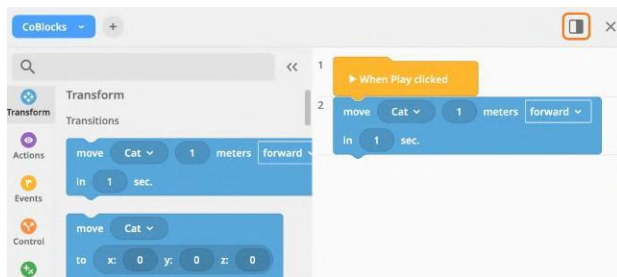 CoBlocks
+
1
When Play clicked
2
move Cat 1 meters forward
in 1 sec.
Transform
Actions
Events
Control
Transform
Transitions
move Cat 1 meters forward
in 1 sec.
move Cat
to x: 0 y: 0 z: 0